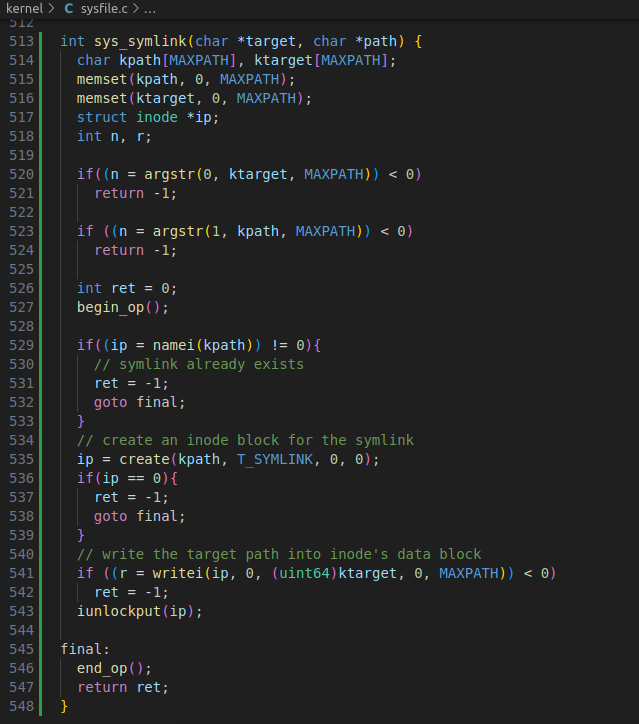 kernel > C sysfile.c > ...
512
513 int sys_symlink(char *target, char *path) {
514 char kpath[MAXPATH], ktarget[MAXPATH];
515 memset(kpath, 0, MAXPATH);
516 memset(ktarget, 0, MAXPATH);
517 struct inode *ip;
518 int n, r;
519
520 if((n = argstr(0, ktarget, MAXPATH)) < 0)
521 return -1;
522
523 if ((n = argstr(1, kpath, MAXPATH)) < 0)
524 return -1;
525
526 int ret = 0;
527 begin_op();
528
529 if((ip = namei(kpath)) != 0){
530 // symlink already exists
531 ret = -1;
532 goto final;
533 }
534 // create an inode block for the symlink
535 ip = create(kpath, T_SYMLINK, 0, 0);
536 if(ip == 0){
537 ret = -1;
538 goto final;
539 }
540 // write the target path into inode's data block
541 if ((r = writei(ip, 0, (uint64)ktarget, 0, MAXPATH)) < 0)
542 ret = -1;
543 iunlockput(ip);
544
545 final:
546 end_op();
547 return ret;
548 }